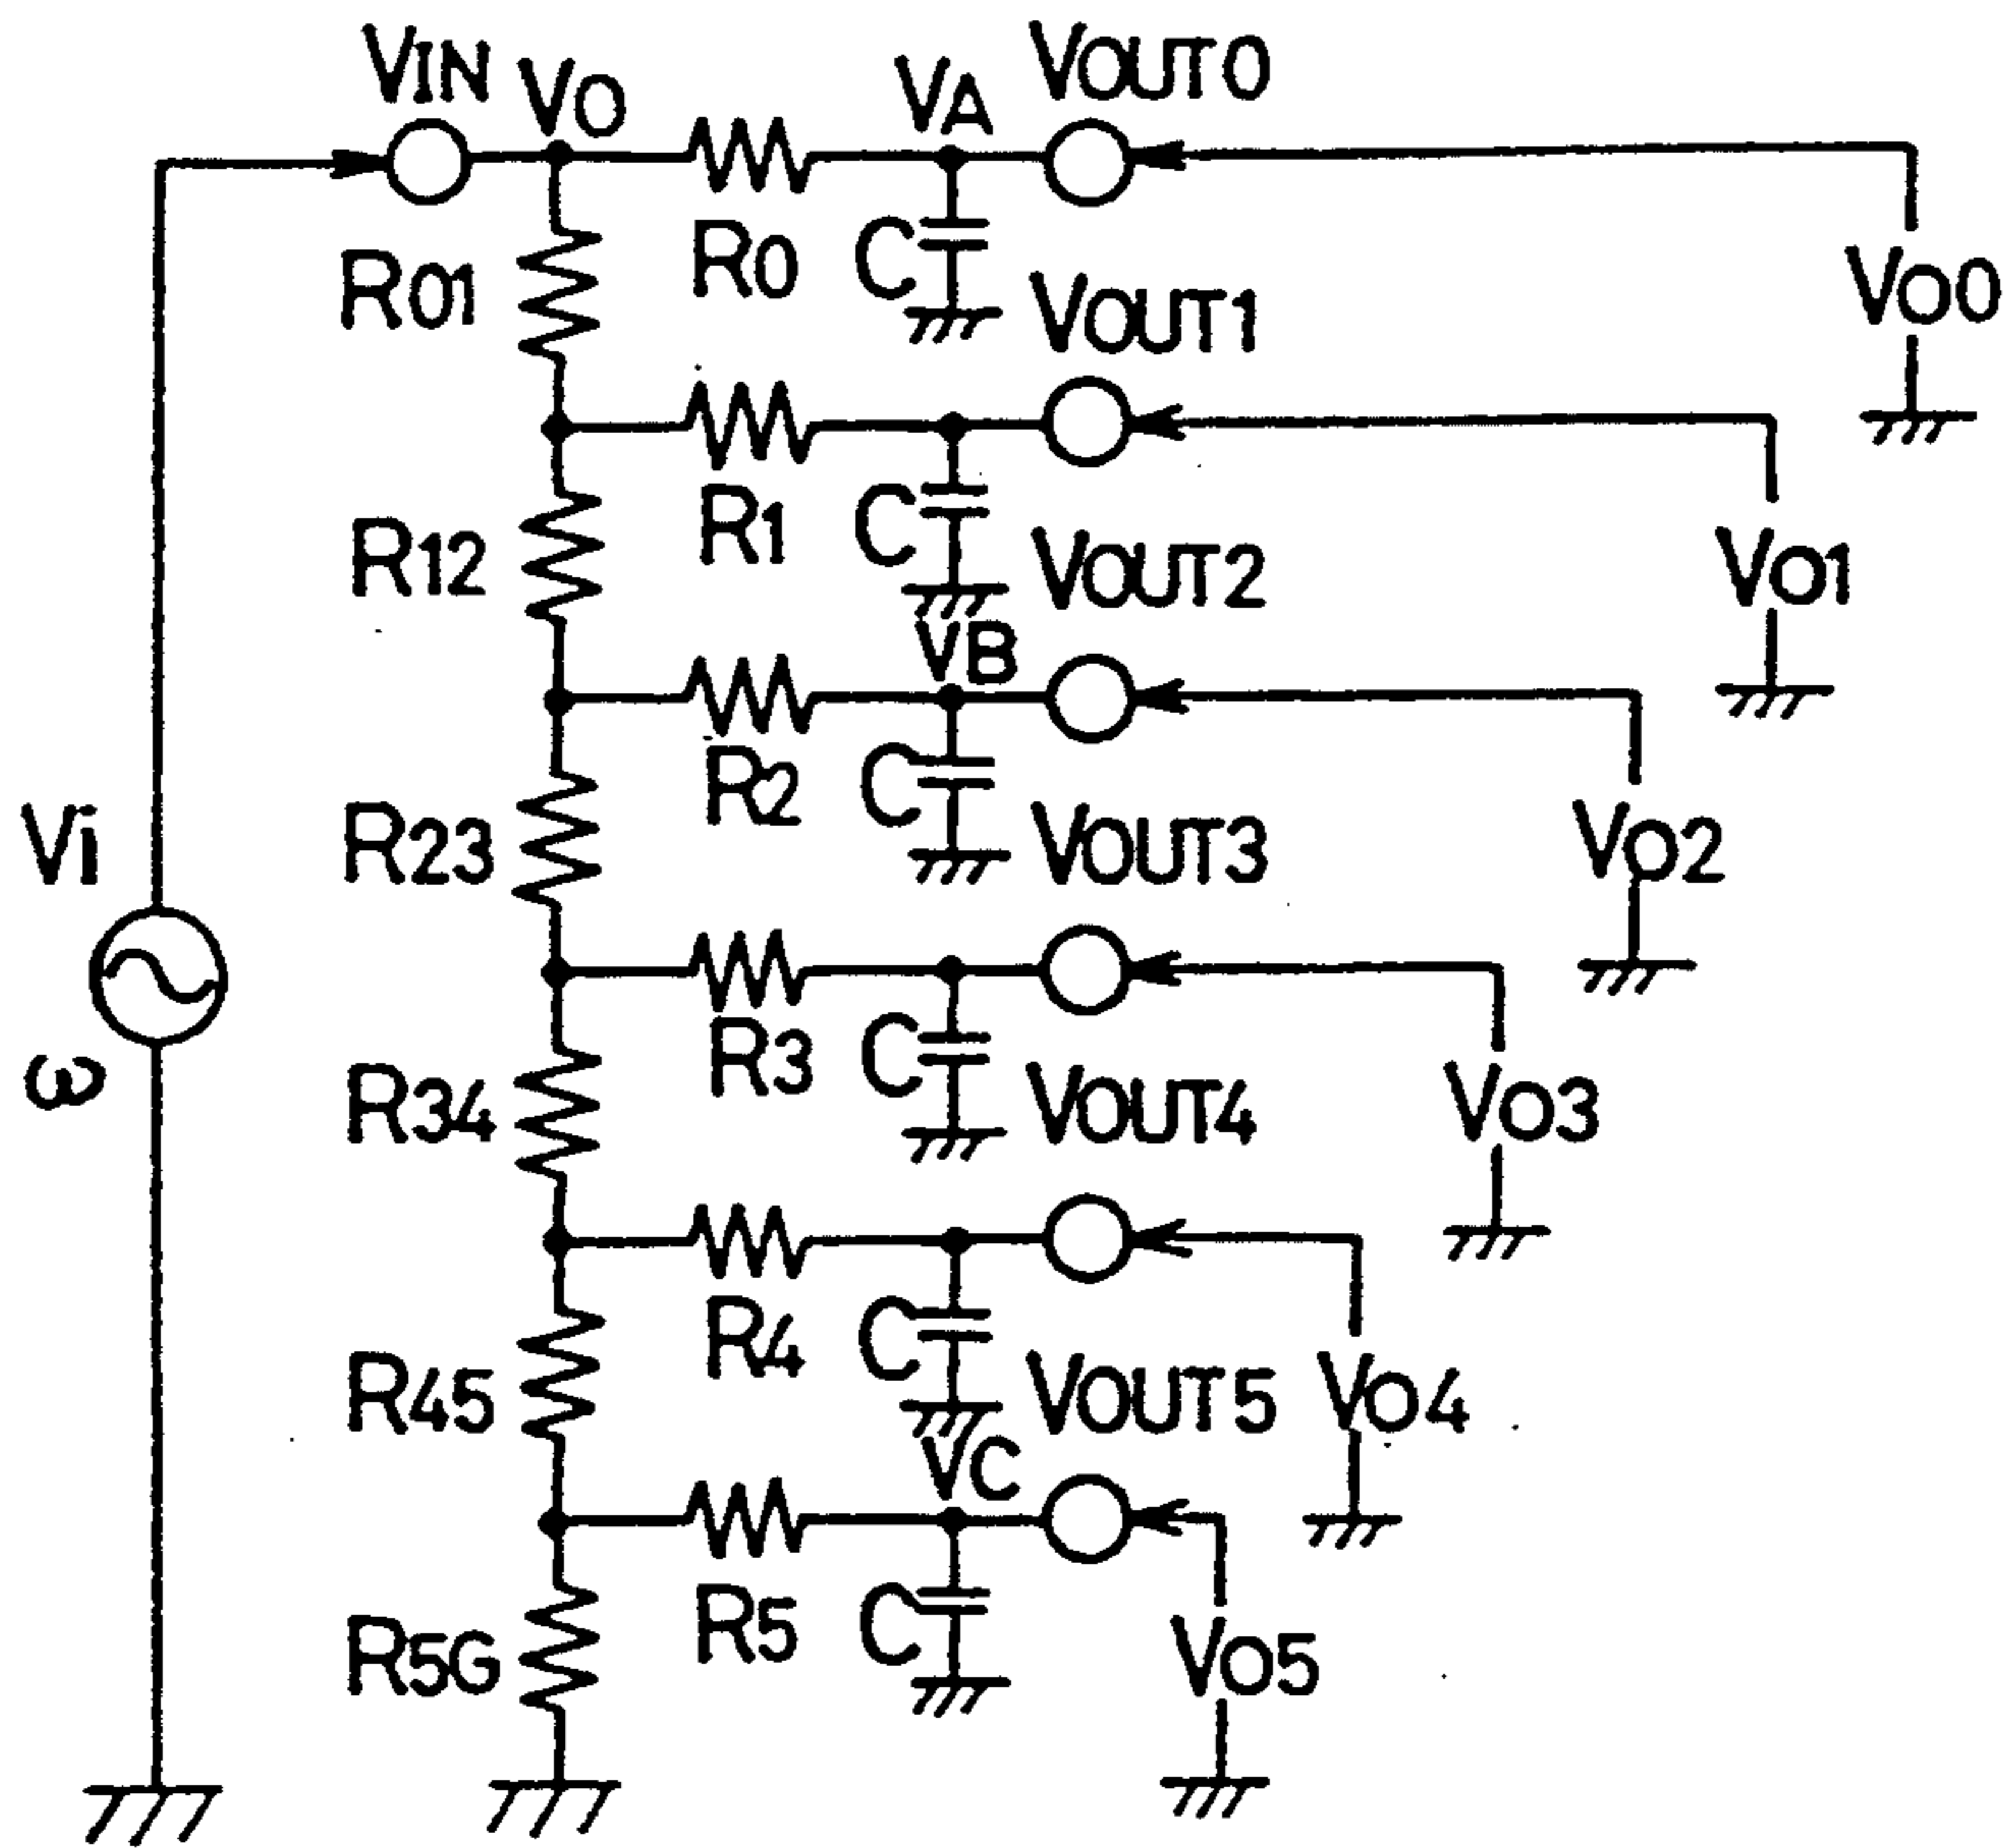 VIN VO VA VOUT0
R01 R0 C VO0
VOUT1
R12 R1 C VO1
VOUT2
VB
Vi R23 R2 C VO2
VOUT3
ω R34 R3 C VO3
VOUT4
R45 R4 C VO4
VOUT5
VC
R5G R5 C VO5